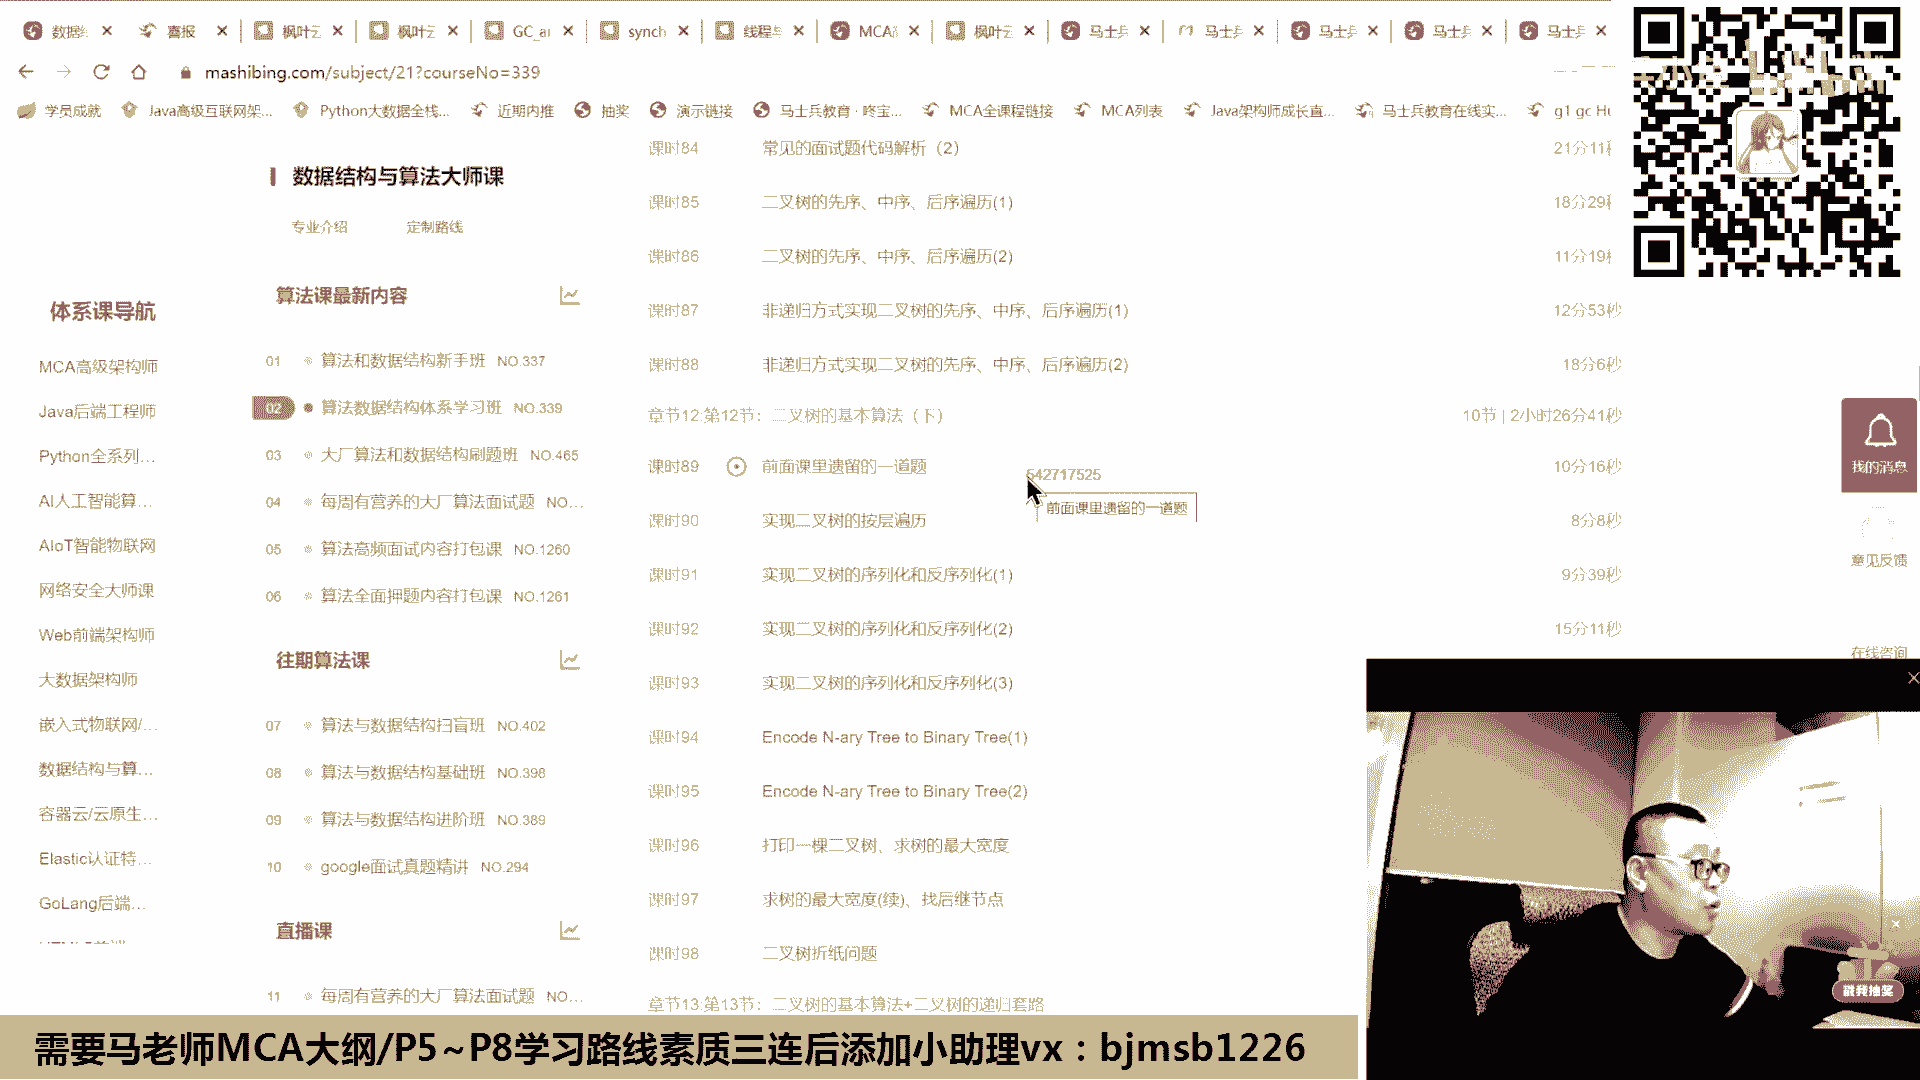 数据结
喜报
枫叶云
枫叶云
GC_al
synch
线程与
MCA高
枫叶云
马士兵
马士兵
马士兵
马士兵
马士兵
mashibing.com/subject/21?courseNo=339
学员成就
Java高级互联网架...
Python大数据全栈...
近期内推
抽奖
演示链接
马士兵教育 · 咚宝...
MCA全课程链接
MCA列表
Java架构师成长直...
马士兵教育在线实...
g1 gc Hu
数据结构与算法大师课
专业介绍
定制路线
体系课导航
MCA高级架构师
Java后端工程师
Python全系列...
AI人工智能算...
AIoT智能物联网
网络安全大师课
Web前端架构师
大数据架构师
嵌入式物联网/...
数据结构与算...
容器云/云原生...
Elastic认证特...
GoLang后端...
算法课最新内容
01 算法和数据结构新手班 NO.337
02 算法数据结构体系学习班 NO.339
03 大厂算法和数据结构刷题班 NO.465
04 每周有营养的大厂算法面试题 NO...
05 算法高频面试内容打包课 NO.1260
06 算法全面押题内容打包课 NO.1261
往期算法课
07 算法与数据结构扫盲班 NO.402
08 算法与数据结构基础班 NO.398
09 算法与数据结构进阶班 NO.389
10 google面试真题精讲 NO.294
直播课
11 每周有营养的大厂算法面试题 NO...
课时84 常见的面试题代码解析（2） 21分11秒
课时85 二叉树的先序、中序、后序遍历(1) 18分29秒
课时86 二叉树的先序、中序、后序遍历(2) 11分19秒
课时87 非递归方式实现二叉树的先序、中序、后序遍历(1) 12分53秒
课时88 非递归方式实现二叉树的先序、中序、后序遍历(2) 18分6秒
章节12:第12节：二叉树的基本算法（下） 10节 | 2小时26分41秒
课时89 前面课里遗留的一道题 10分16秒
642717525
前面课里遗留的一道题
课时90 实现二叉树的按层遍历 8分8秒
课时91 实现二叉树的序列化和反序列化(1) 9分39秒
课时92 实现二叉树的序列化和反序列化(2) 15分11秒
课时93 实现二叉树的序列化和反序列化(3)
课时94 Encode N-ary Tree to Binary Tree(1)
课时95 Encode N-ary Tree to Binary Tree(2)
课时96 打印一棵二叉树、求树的最大宽度
课时97 求树的最大宽度(续)、找后继节点
课时98 二叉树折纸问题
章节13:第13节：二叉树的基本算法+二叉树的递归套路
我的消息
意见反馈
在线咨询
戳我抽奖
需要马老师MCA大纲/P5~P8学习路线素质三连后添加小助理vx：bjmsb1226